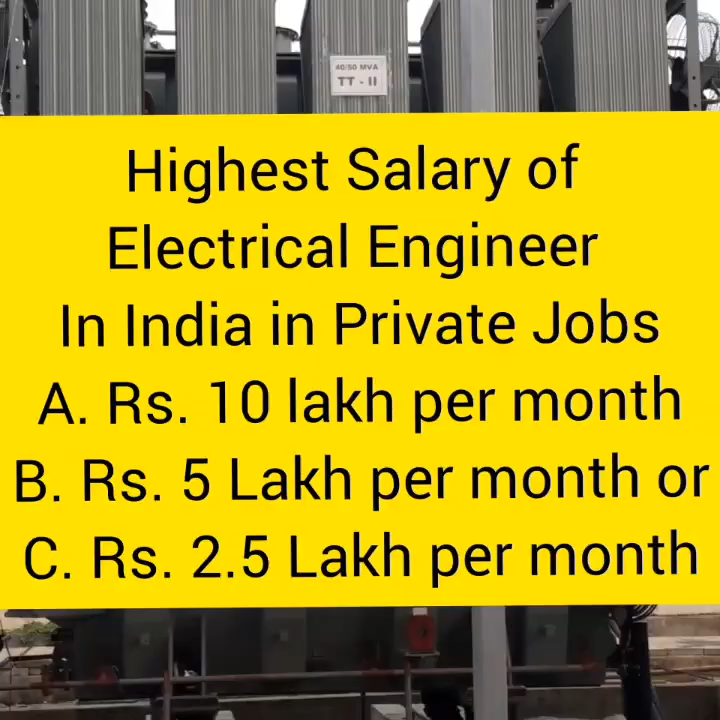 40/50 MVA
TT - II
Highest Salary of
Electrical Engineer
In India in Private Jobs
A. Rs. 10 lakh per month
B. Rs. 5 Lakh per month or
C. Rs. 2.5 Lakh per month